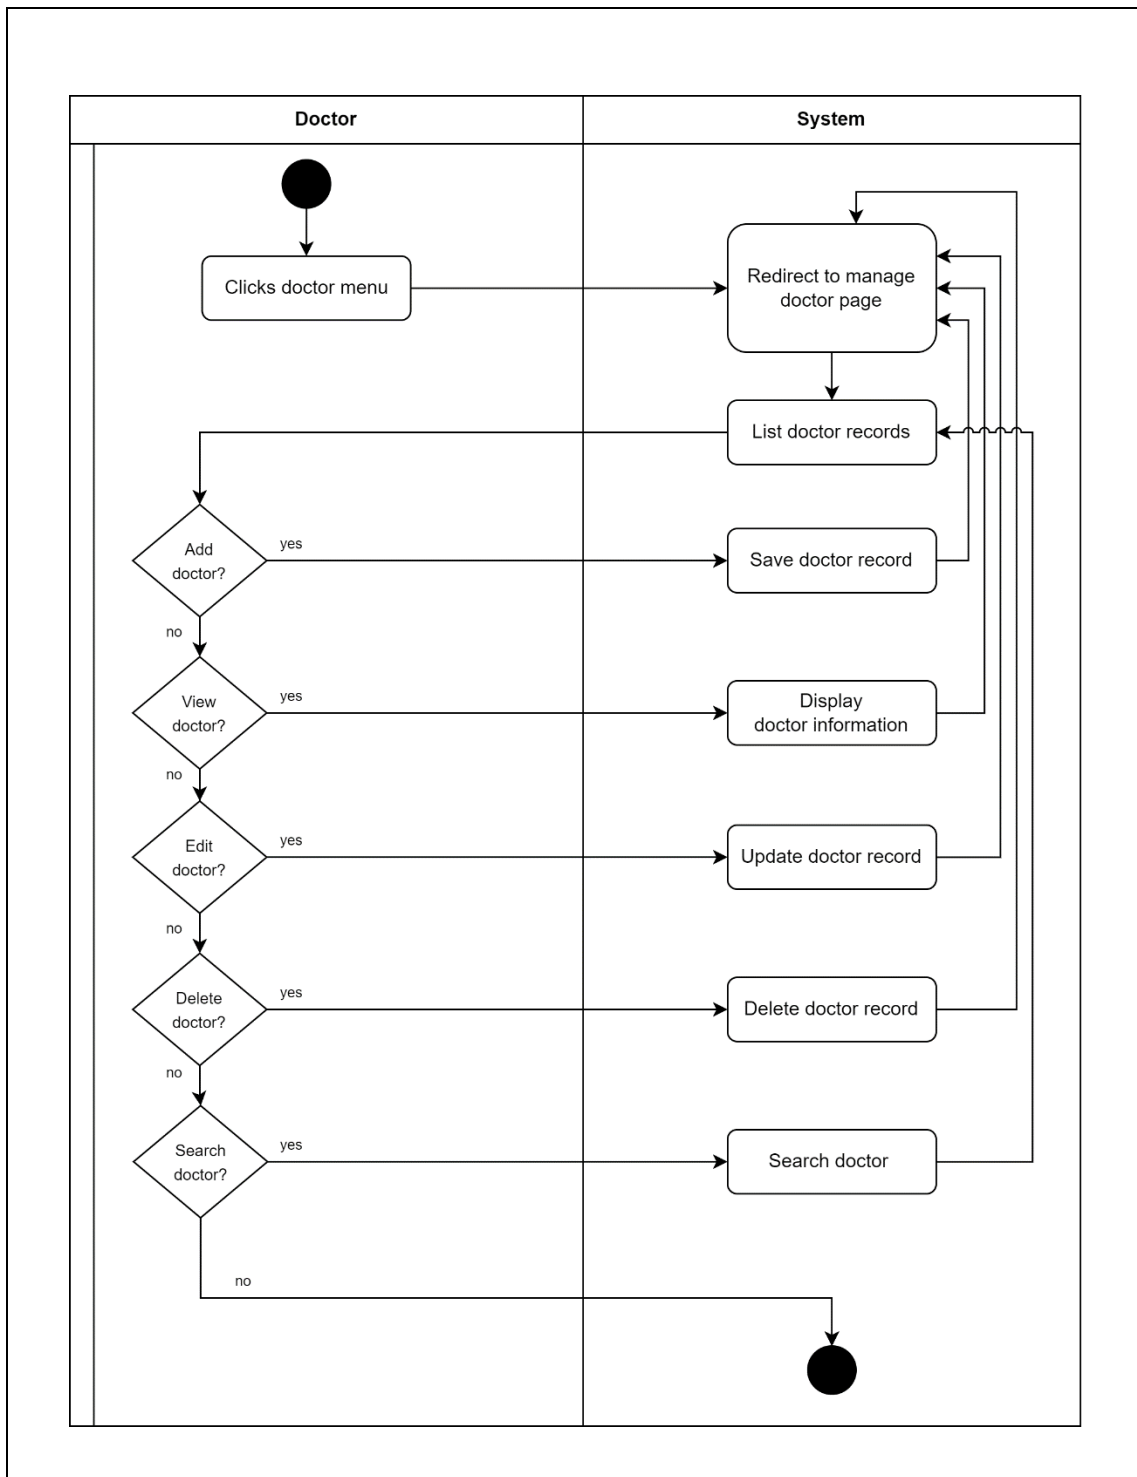 Doctor
System
Clicks doctor menu
Redirect to manage
doctor page
List doctor records
Add
doctor?
yes
Save doctor record
no
View
doctor?
yes
Display
doctor information
no
Edit
doctor?
yes
Update doctor record
no
Delete
doctor?
yes
Delete doctor record
no
Search
doctor?
yes
Search doctor
no